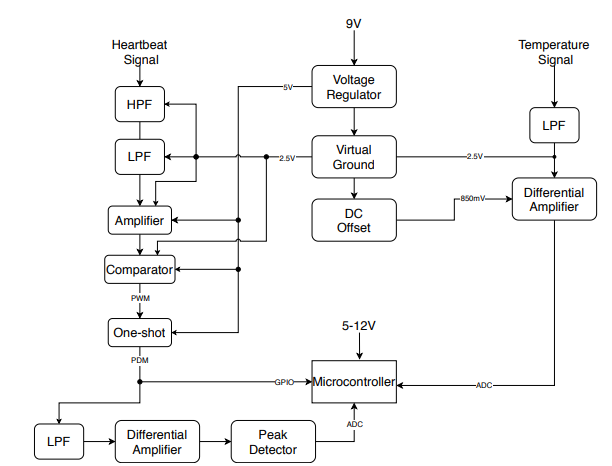 9V
Heartbeat
Signal
Temperature
Signal
Voltage
Regulator
5V
HPF
LPF
LPF
2.5V
Virtual
Ground
2.5V
Differential
Amplifier
850mV
DC
Offset
Amplifier
Comparator
PWM
One-shot
5-12V
PDM
GPIO
Microcontroller
ADC
ADC
LPF
Differential
Amplifier
Peak
Detector